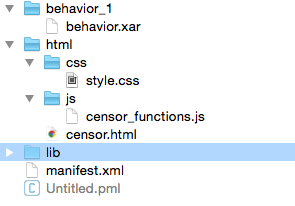 behavior_1
behavior.xar
html
css
style.css
js
censor_functions.js
censor.html
lib
manifest.xml
Untitled.pml